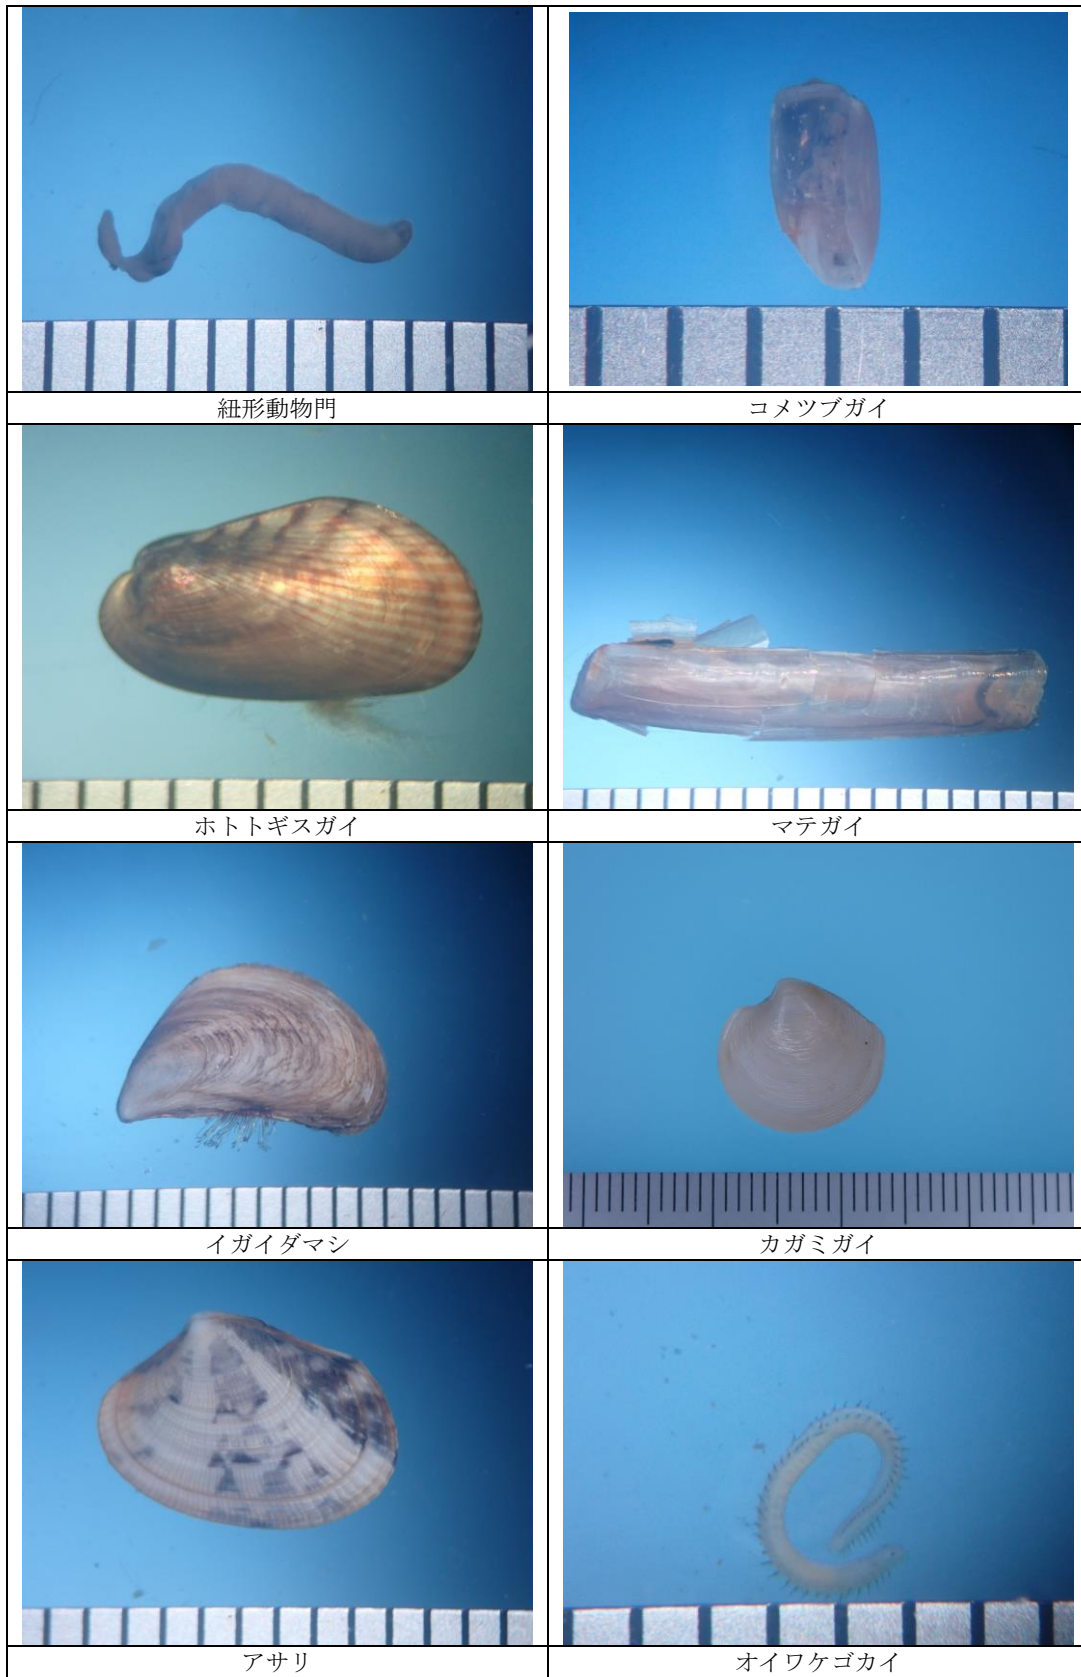 紐形動物門
コメツブガイ
ホトトギスガイ
マテガイ
イガイダマシ
カガミガイ
アサリ
オイワケゴカイ